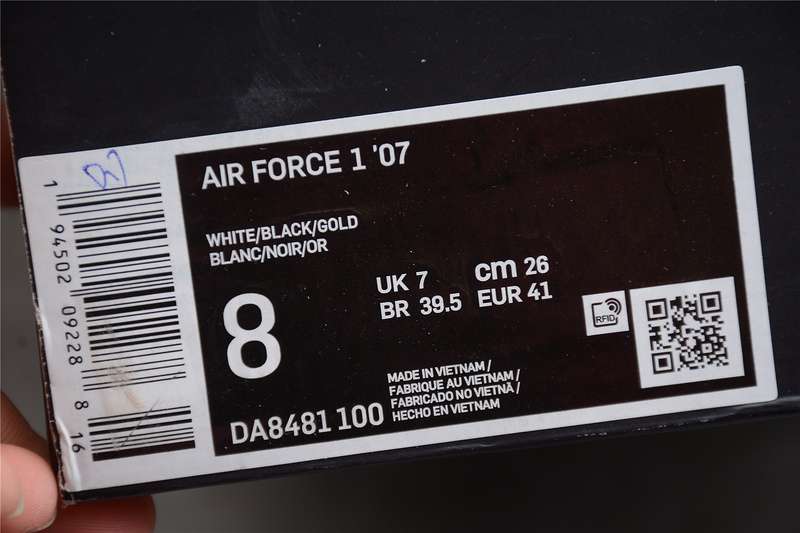 AIR FORCE 1 '07
WHITE/BLACK/GOLD
BLANC/NOIR/OR
8
UK 7
cm 26
BR 39.5
EUR 41
RFID
DA8481 100
MADE IN VIETNAM /
FABRIQUE AU VIETNAM /
FABRICADO NO VIETNÃ /
HECHO EN VIETNAM
1 94502 09228 8 16